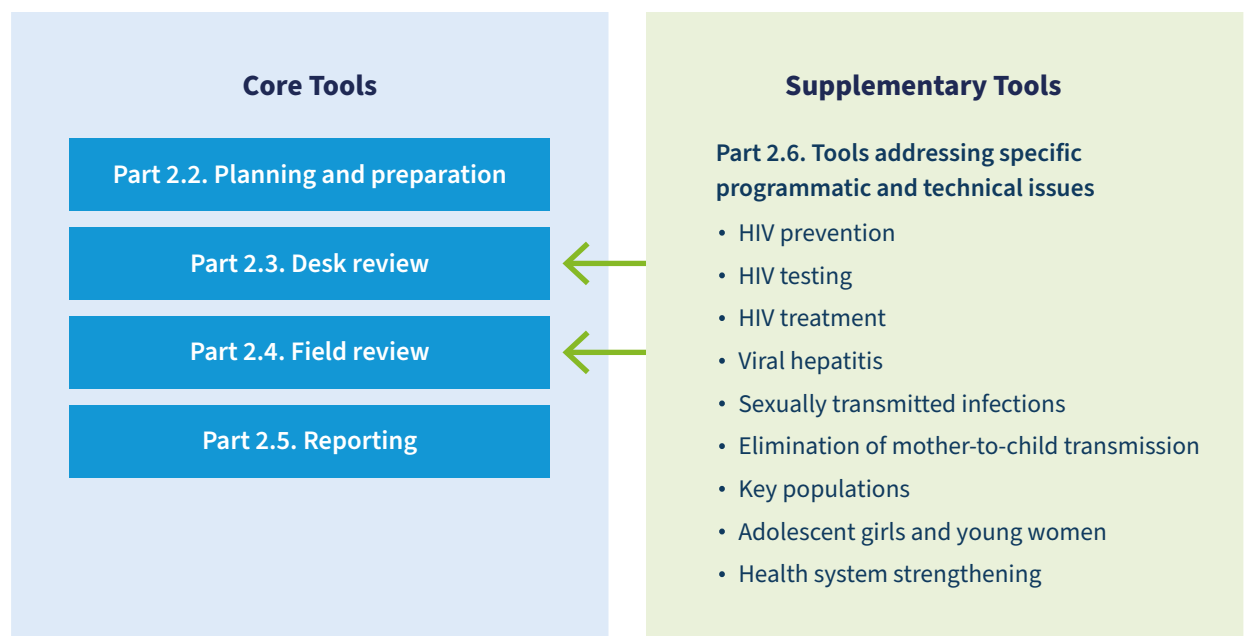 Core Tools
Part 2.2. Planning and preparation
Part 2.3. Desk review
Part 2.4. Field review
Part 2.5. Reporting
Supplementary Tools
Part 2.6. Tools addressing specific
programmatic and technical issues
• HIV prevention
• HIV testing
• HIV treatment
• Viral hepatitis
• Sexually transmitted infections
• Elimination of mother-to-child transmission
• Key populations
• Adolescent girls and young women
• Health system strengthening